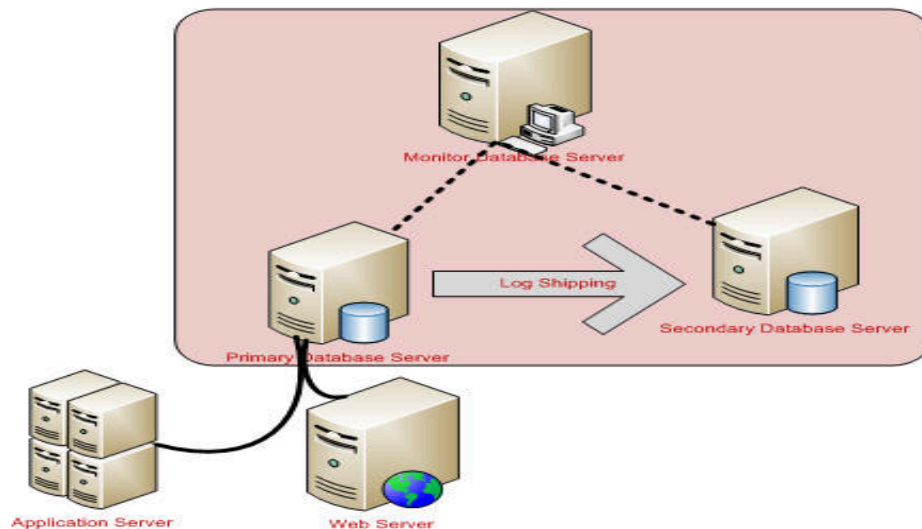 Monitor Database Server
Log Shipping
Secondary Database Server
Primary Database Server
Application Server
Web Server